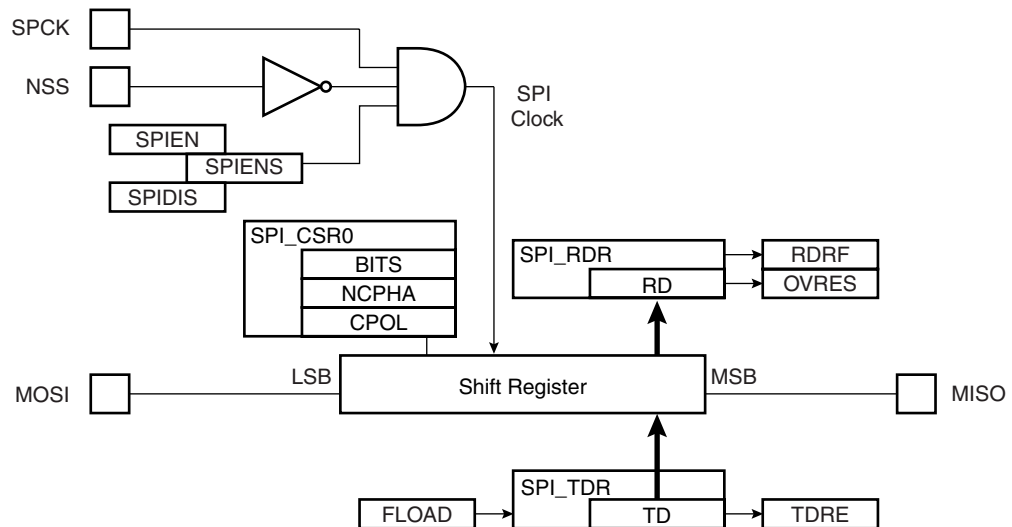 SPCK
NSS
SPI
Clock
SPIEN
SPIENS
SPIDIS
SPI_CSR0
BITS
NCPHA
CPOL
SPI_RDR
RD
RDRF
OVRES
MOSI
LSB
Shift Register
MSB
MISO
SPI_TDR
FLOAD
TD
TDRE